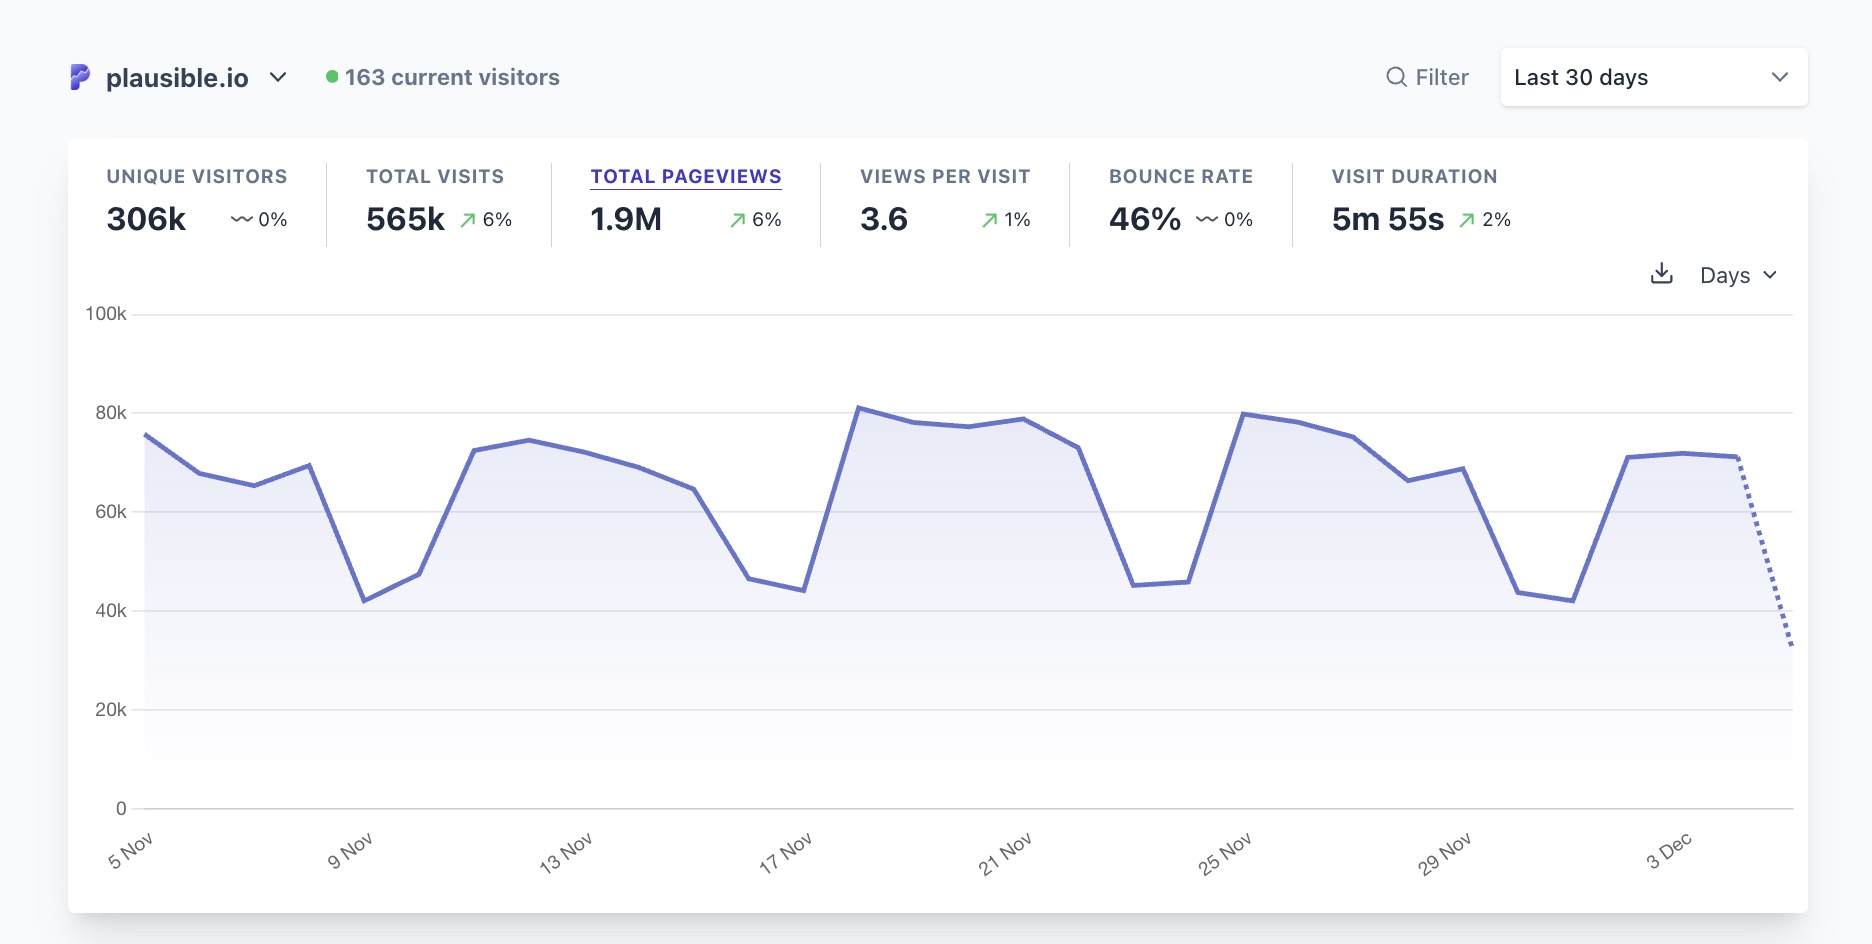 plausible.io
163 current visitors
Filter
Last 30 days
UNIQUE VISITORS
306k 0%
TOTAL VISITS
565k 6%
TOTAL PAGEVIEWS
1.9M 6%
VIEWS PER VISIT
3.6 1%
BOUNCE RATE
46% 0%
VISIT DURATION
5m 55s 2%
Days
100k
80k
60k
40k
20k
0
5 Nov
9 Nov
13 Nov
17 Nov
21 Nov
25 Nov
29 Nov
3 Dec